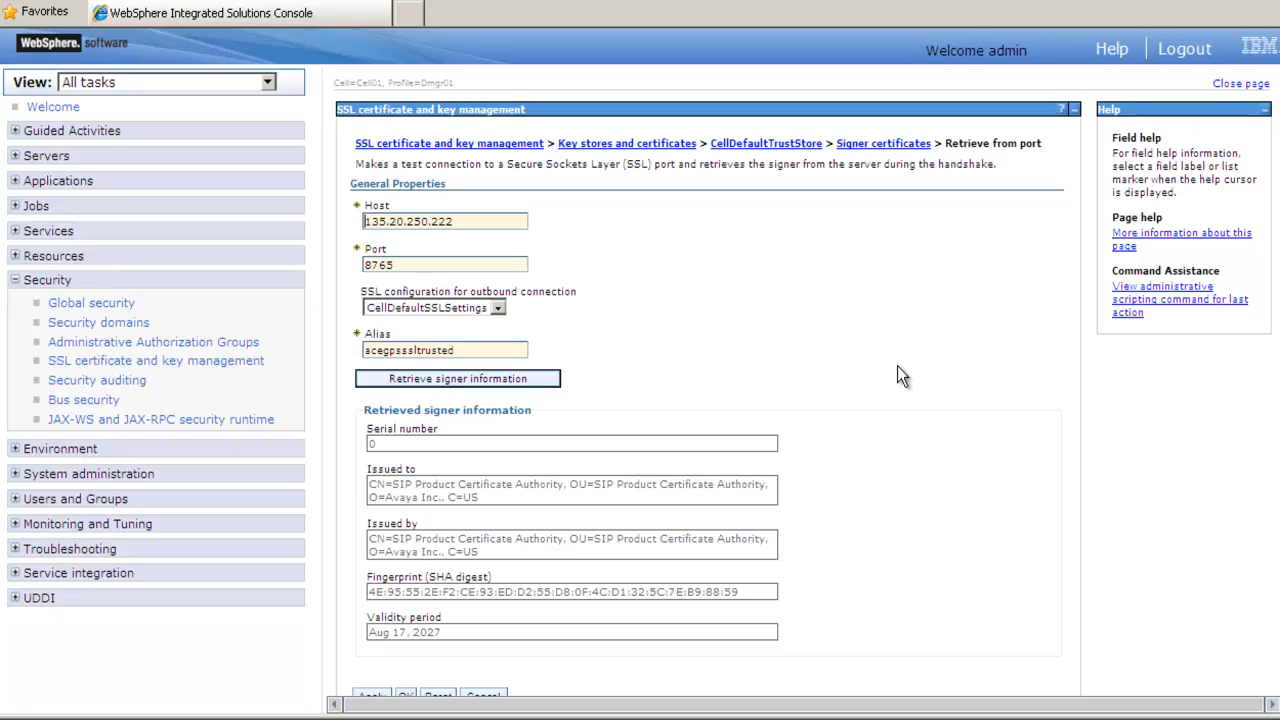 Favorites
WebSphere Integrated Solutions Console
WebSphere. software
Welcome admin
Help
Logout
IBM
View: All tasks
Cell=Cell01, Profile=Dmgr01
Close page
Welcome
Guided Activities
Servers
Applications
Jobs
Services
Resources
Security
Global security
Security domains
Administrative Authorization Groups
SSL certificate and key management
Security auditing
Bus security
JAX-WS and JAX-RPC security runtime
Environment
System administration
Users and Groups
Monitoring and Tuning
Troubleshooting
Service integration
UDDI
SSL certificate and key management
?
SSL certificate and key management > Key stores and certificates > CellDefaultTrustStore > Signer certificates > Retrieve from port
Makes a test connection to a Secure Sockets Layer (SSL) port and retrieves the signer from the server during the handshake.
General Properties
Host
135.20.250.222
Port
8765
SSL configuration for outbound connection
CellDefaultSSLSettings
Alias
acegpsssltrusted
Retrieve signer information
Retrieved signer information
Serial number
0
Issued to
CN=SIP Product Certificate Authority, OU=SIP Product Certificate Authority,
O=Avaya Inc., C=US
Issued by
CN=SIP Product Certificate Authority, OU=SIP Product Certificate Authority,
O=Avaya Inc., C=US
Fingerprint (SHA digest)
4E:95:55:2E:F2:CE:93:ED:D2:55:D8:0F:4C:D1:32:5C:7E:B9:88:59
Validity period
Aug 17, 2027
Apply
OK
Reset
Cancel
Help
Field help
For field help information,
select a field label or list
marker when the help cursor
is displayed.
Page help
More information about this
page
Command Assistance
View administrative
scripting command for last
action